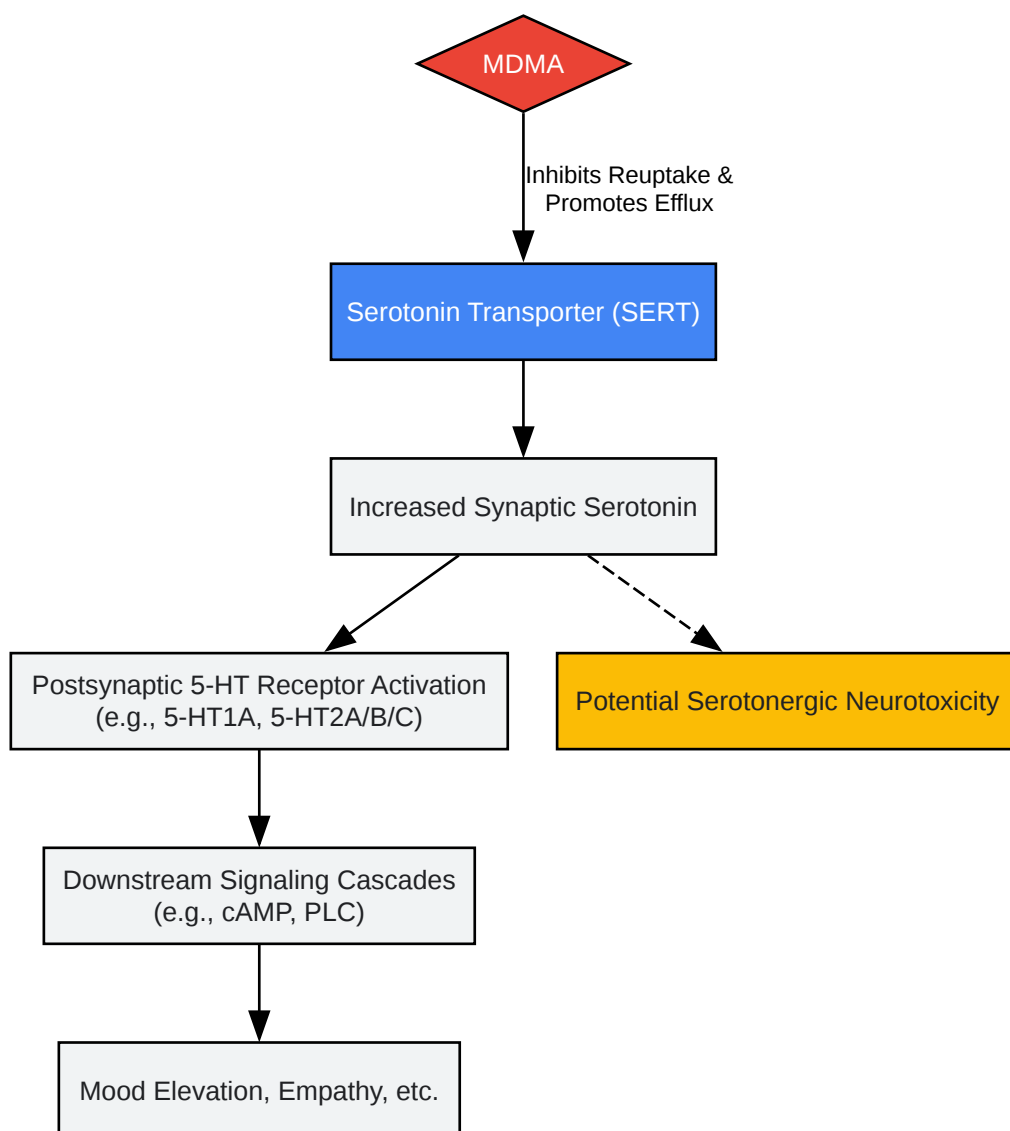 MDMA
Inhibits Reuptake &
Promotes Efflux
Serotonin Transporter (SERT)
Increased Synaptic Serotonin
Postsynaptic 5-HT Receptor Activation
(e.g., 5-HT1A, 5-HT2A/B/C)
Potential Serotonergic Neurotoxicity
Downstream Signaling Cascades
(e.g., cAMP, PLC)
Mood Elevation, Empathy, etc.